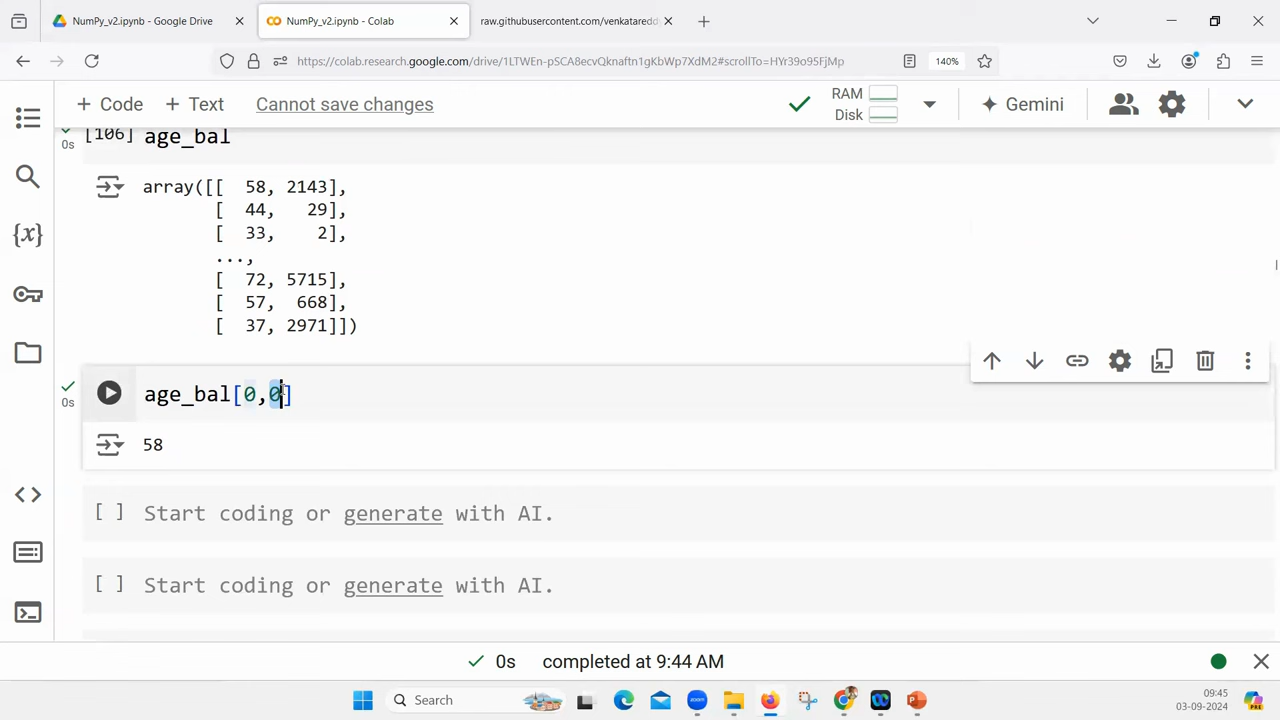 NumPy_v2.ipynb - Google Drive
NumPy_v2.ipynb - Colab
raw.githubusercontent.com/venkatareddy
https://colab.research.google.com/drive/1LTWEn-pSCA8ecvQknaftn1gKbWp7XdM2#scrollTo=HYr39o95FjMp
140%
+ Code
+ Text
Cannot save changes
RAM
Disk
Gemini
[106] age_bal
0s
array([[ 58, 2143],
[ 44, 29],
[ 33, 2],
...,
[ 72, 5715],
[ 57, 668],
[ 37, 2971]])
age_bal[0,0]
0s
58
[ ] Start coding or generate with AI.
[ ] Start coding or generate with AI.
{x}
0s completed at 9:44 AM
Search
09:45
03-09-2024